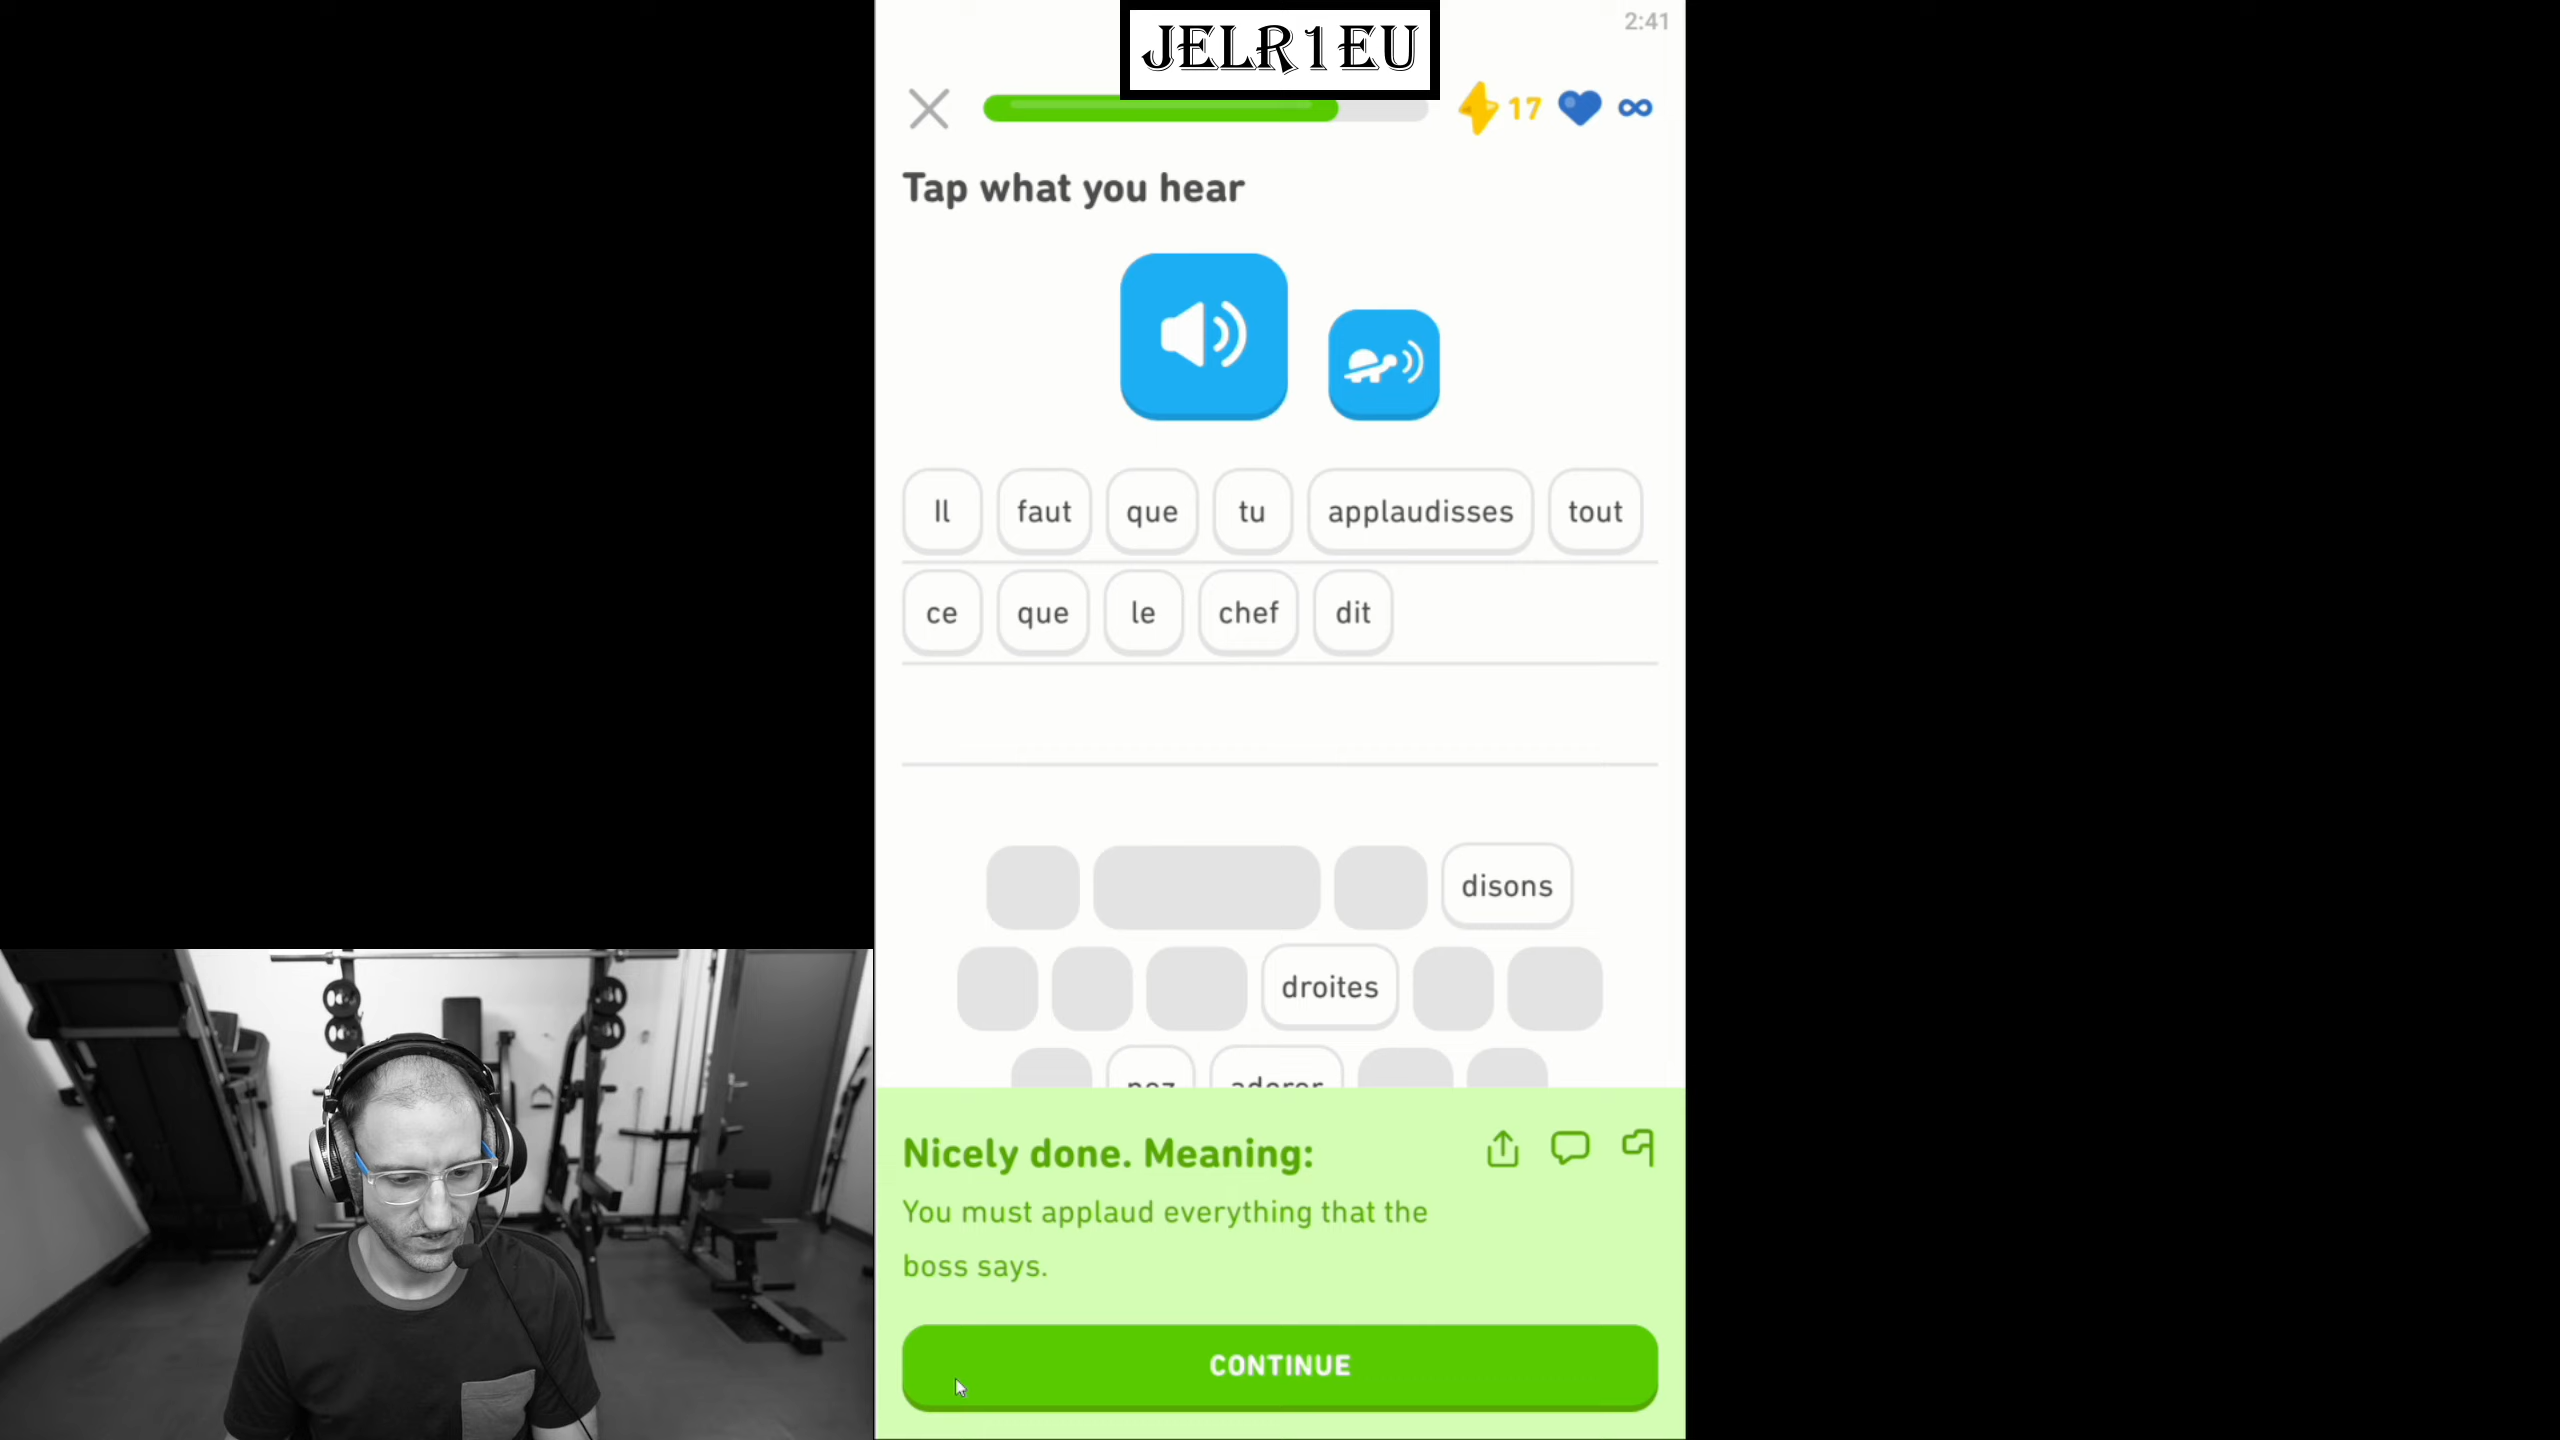 JELR1EU
2:41
17
Tap what you hear
Il faut que tu applaudisses tout
ce que le chef dit
disons
droites
Nicely done. Meaning:
You must applaud everything that the
boss says.
CONTINUE